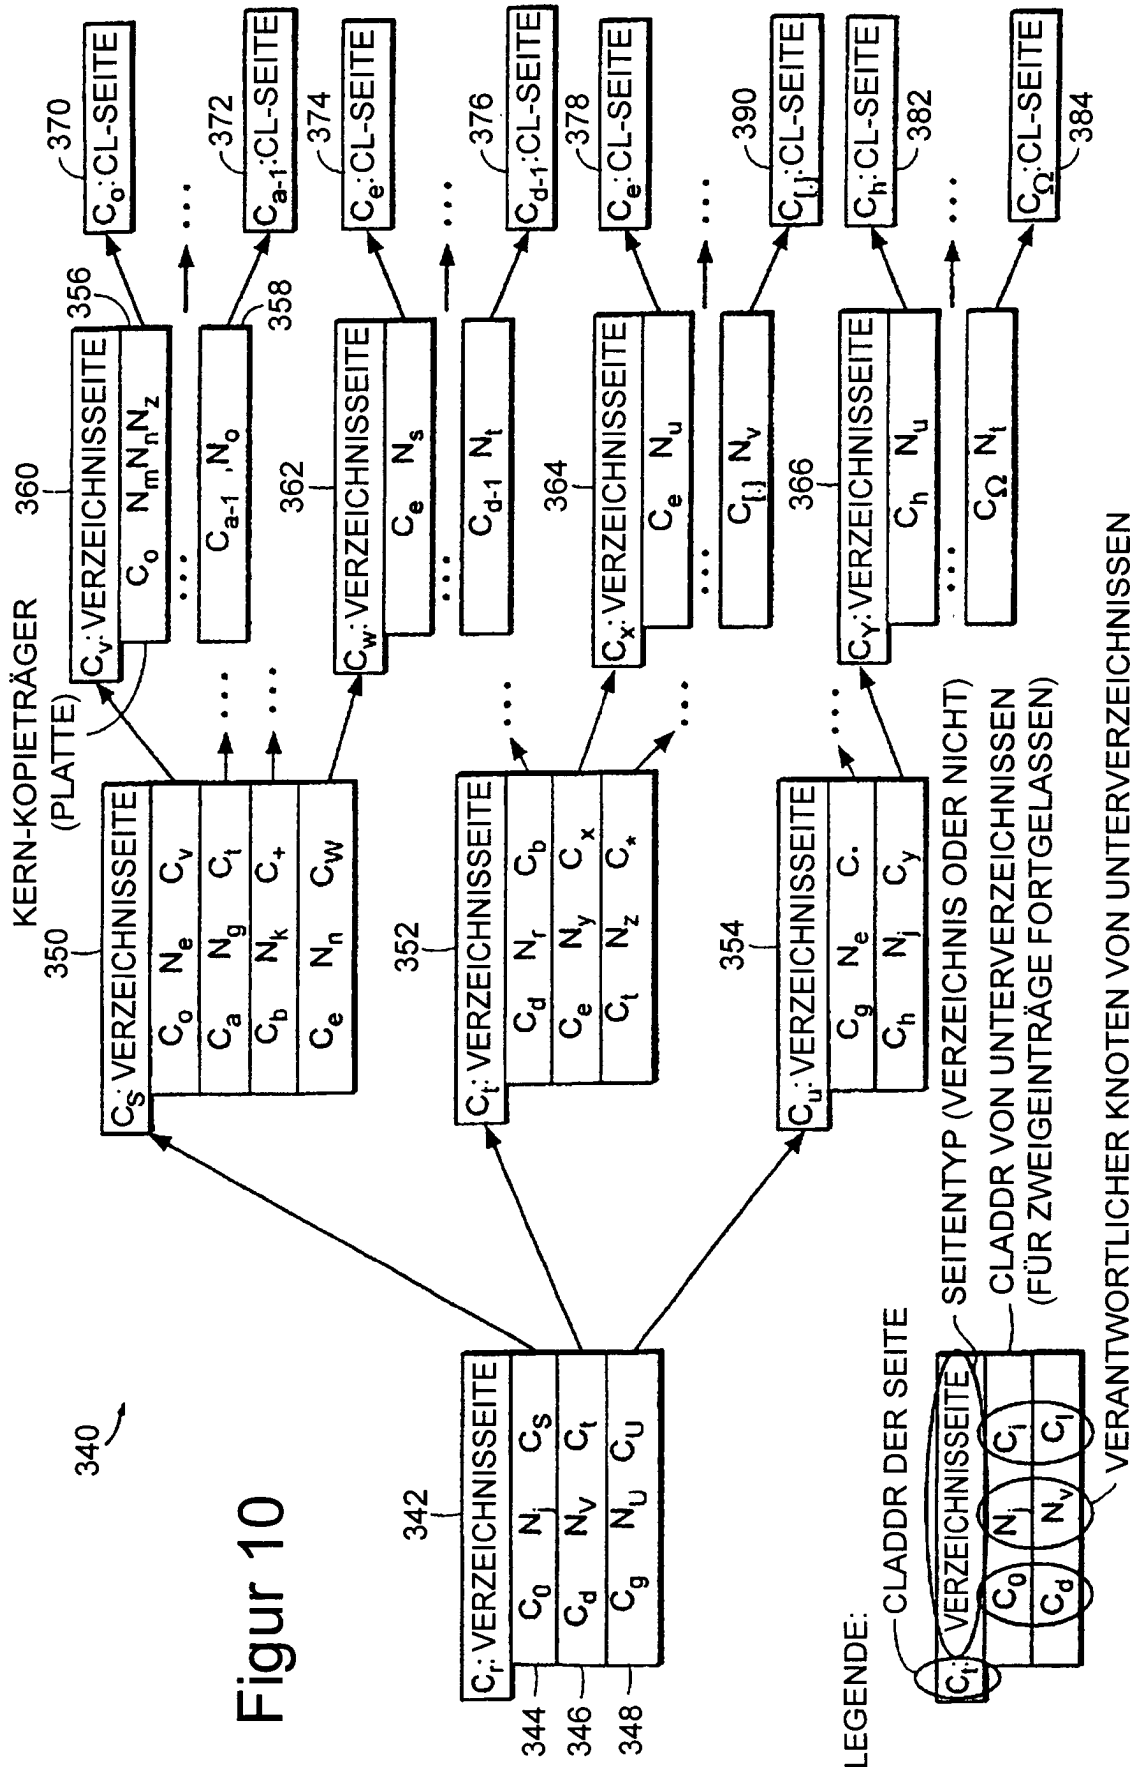 Figur 10
340
342
C_r: VERZEICHNISSEITE
344
C_0 N_j C_S
346
C_d N_V C_t
348
C_g N_U C_U
350
C_S: VERZEICHNISSEITE
C_o N_e C_v
C_a N_g C_t
C_b N_k C_+
C_e N_n C_W
352
C_t: VERZEICHNISSEITE
C_d N_r C_b
C_e N_y C_x
C_t N_z C_*
354
C_u: VERZEICHNISSEITE
C_g N_e C_•
C_h N_j C_y
KERN-KOPIETRÄGER
(PLATTE)
360
C_v: VERZEICHNISSEITE
356
C_o N_m N_n N_z
...
C_a-1 , N_o
358
362
C_w: VERZEICHNISSEITE
C_e N_s
...
C_d-1 N_t
364
C_x: VERZEICHNISSEITE
C_e N_u
...
C_[.] N_v
366
C_Y: VERZEICHNISSEITE
C_h N_u
...
C_Ω N_t
370
C_o: CL-SEITE
372
C_a-1: CL-SEITE
374
C_e: CL-SEITE
376
C_d-1: CL-SEITE
378
C_e: CL-SEITE
390
C_[.]: CL-SEITE
C_h: CL-SEITE
382
C_Ω: CL-SEITE
384
LEGENDE:
CLADDR DER SEITE
SEITENTYP (VERZEICHNIS ODER NICHT)
CLADDR VON UNTERVERZEICHNISSEN
(FÜR ZWEIGEINTRÄGE FORTGELASSEN)
C_t: VERZEICHNISSEITE
C_0 N_j C_i
C_d N_v C_l
VERANTWORTLICHER KNOTEN VON UNTERVERZEICHNISSEN